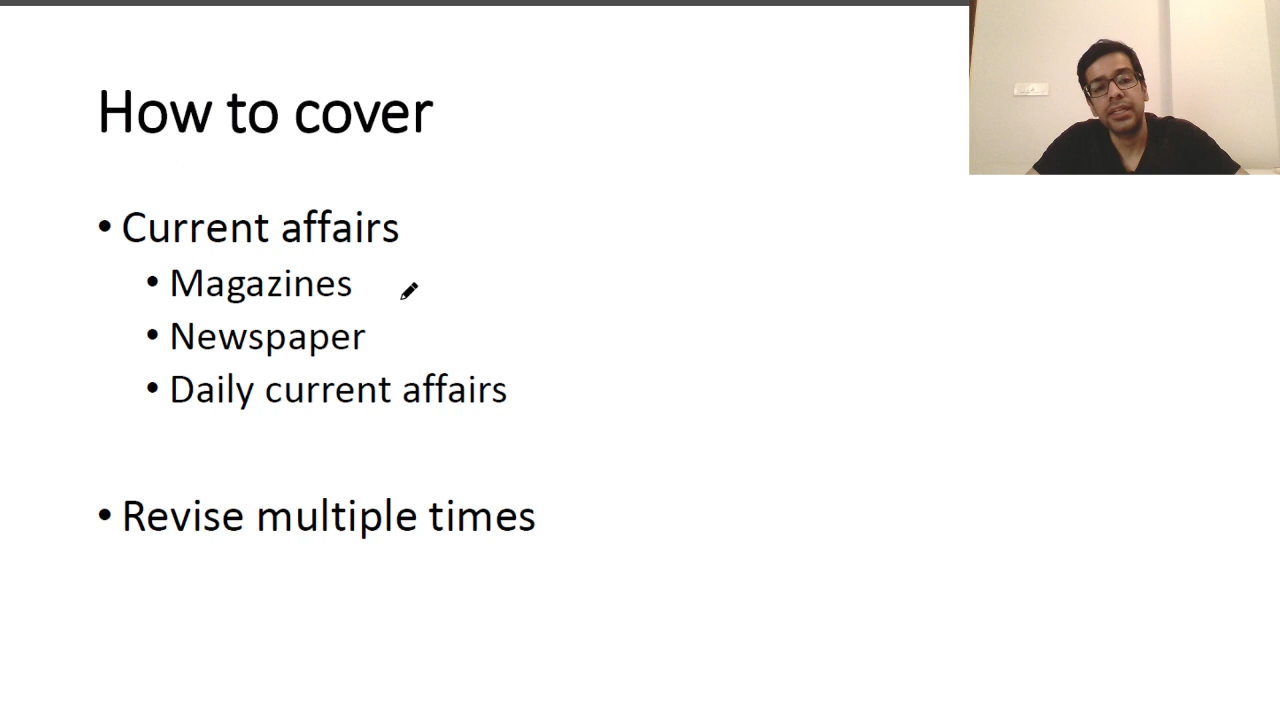 How to cover
• Current affairs
• Magazines
• Newspaper
• Daily current affairs
• Revise multiple times